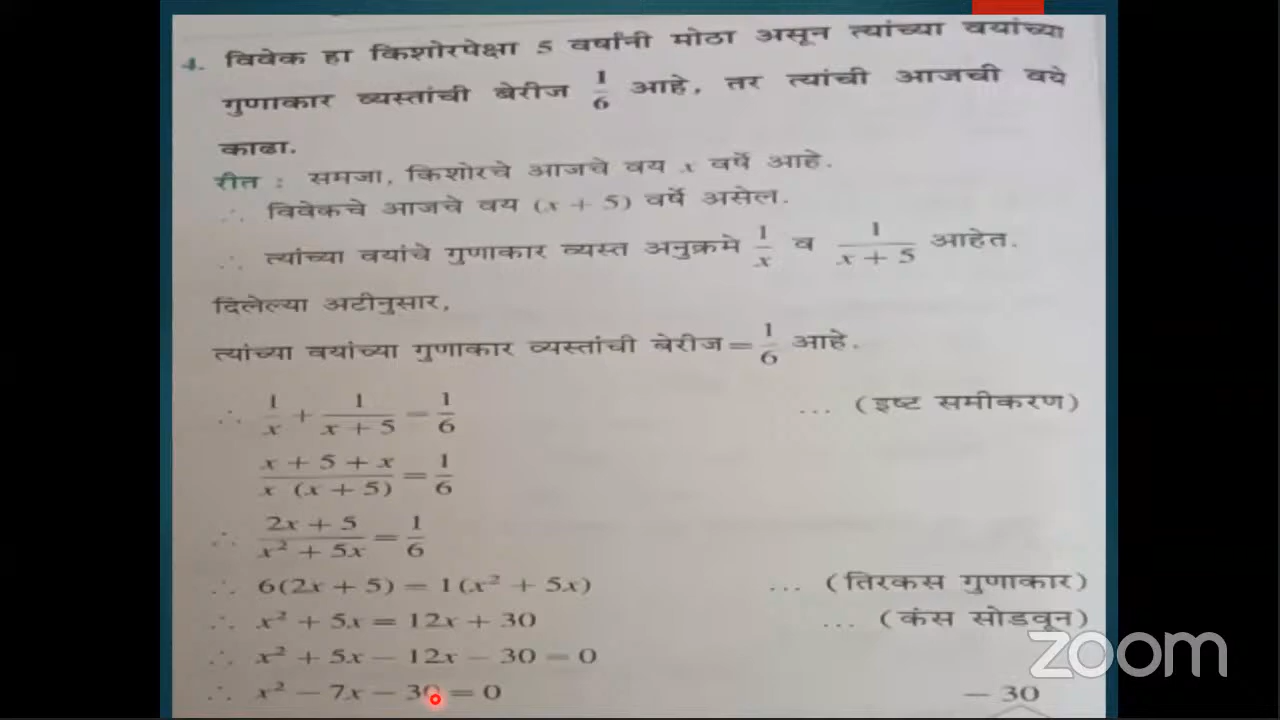 4. विवेक हा किशोरपेक्षा 5 वर्षांनी मोठा असून त्यांच्या वयांच्या
गुणाकार व्यस्तांची बेरीज 1/6 आहे, तर त्यांची आजची वये
काढा.
रीत : समजा, किशोरचे आजचे वय x वर्षे आहे.
∴ विवेकचे आजचे वय (x + 5) वर्षे असेल.
∴ त्यांच्या वयांचे गुणाकार व्यस्त अनुक्रमे 1/x व 1/(x + 5) आहेत.
दिलेल्या अटीनुसार,
त्यांच्या वयांच्या गुणाकार व्यस्तांची बेरीज = 1/6 आहे.
∴ 1/x + 1/(x + 5) = 1/6 ... (इष्ट समीकरण)
(x + 5 + x)/(x (x + 5)) = 1/6
∴ (2x + 5)/(x² + 5x) = 1/6
∴ 6(2x + 5) = 1(x² + 5x) ... (तिरकस गुणाकार)
∴ x² + 5x = 12x + 30 ... (कंस सोडवून)
∴ x² + 5x − 12x − 30 = 0
∴ x² − 7x − 30 = 0 − 30
zoom